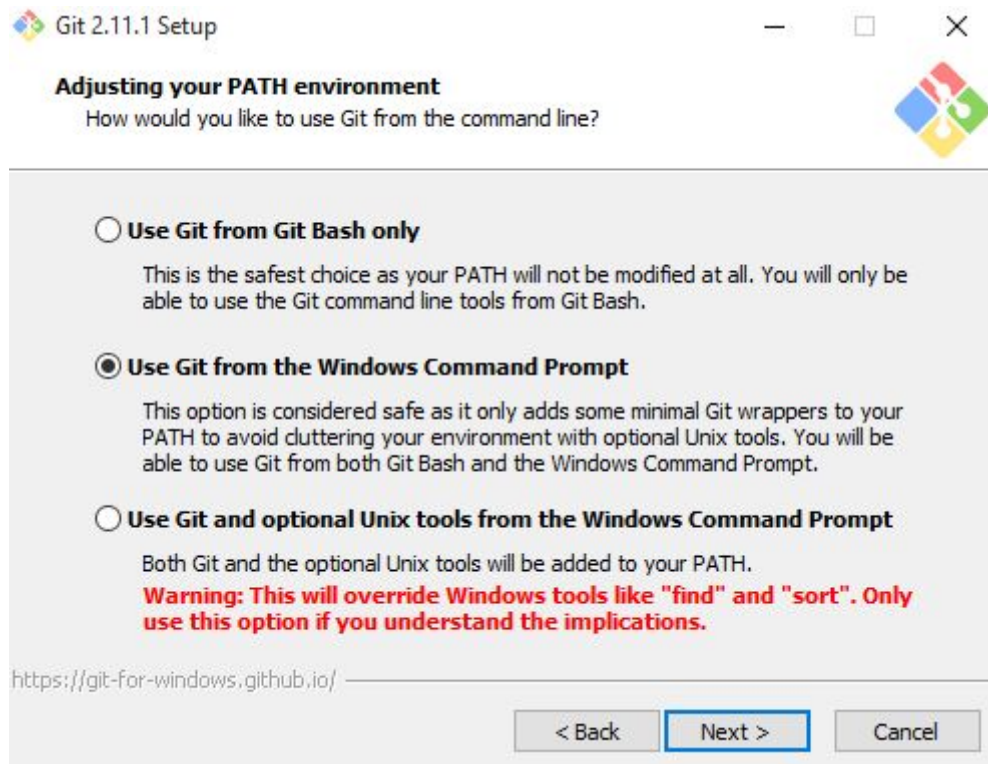 Git 2.11.1 Setup
Adjusting your PATH environment
How would you like to use Git from the command line?
Use Git from Git Bash only
This is the safest choice as your PATH will not be modified at all. You will only be
able to use the Git command line tools from Git Bash.
Use Git from the Windows Command Prompt
This option is considered safe as it only adds some minimal Git wrappers to your
PATH to avoid cluttering your environment with optional Unix tools. You will be
able to use Git from both Git Bash and the Windows Command Prompt.
Use Git and optional Unix tools from the Windows Command Prompt
Both Git and the optional Unix tools will be added to your PATH.
Warning: This will override Windows tools like "find" and "sort". Only
use this option if you understand the implications.
https://git-for-windows.github.io/
< Back Next > Cancel